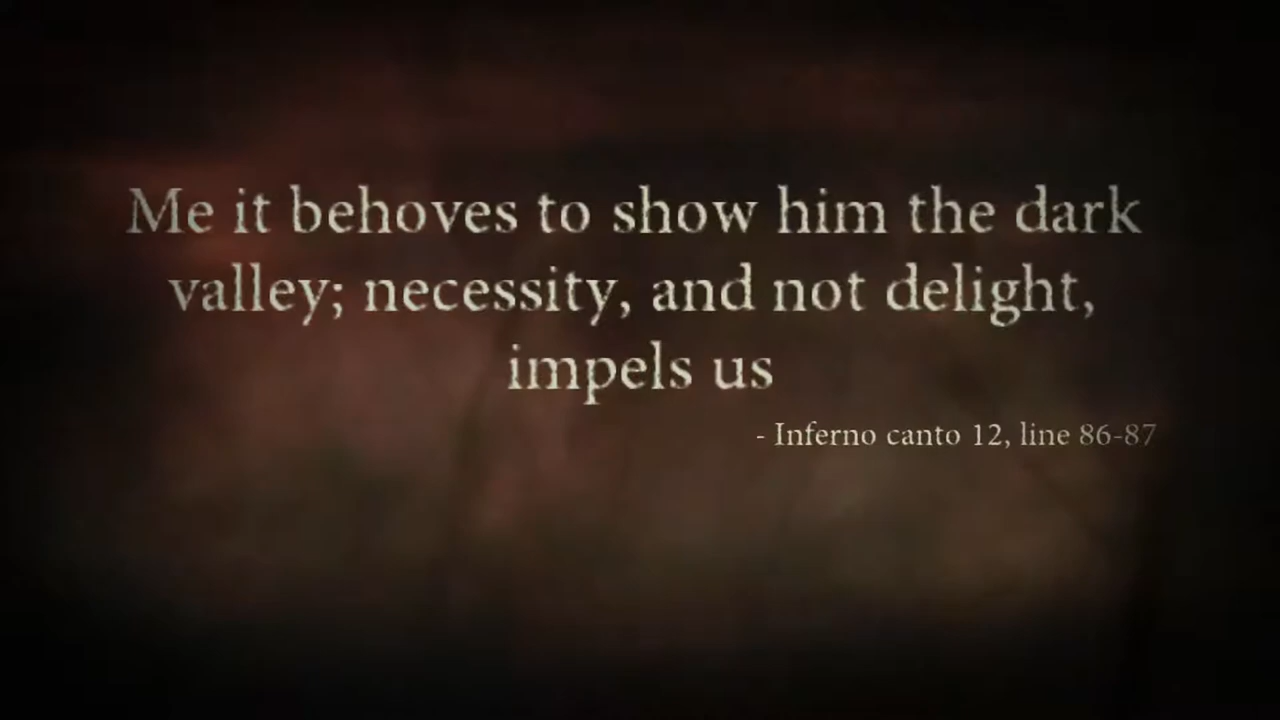 Me it behoves to show him the dark
valley; necessity, and not delight,
impels us
- Inferno canto 12, line 86-87